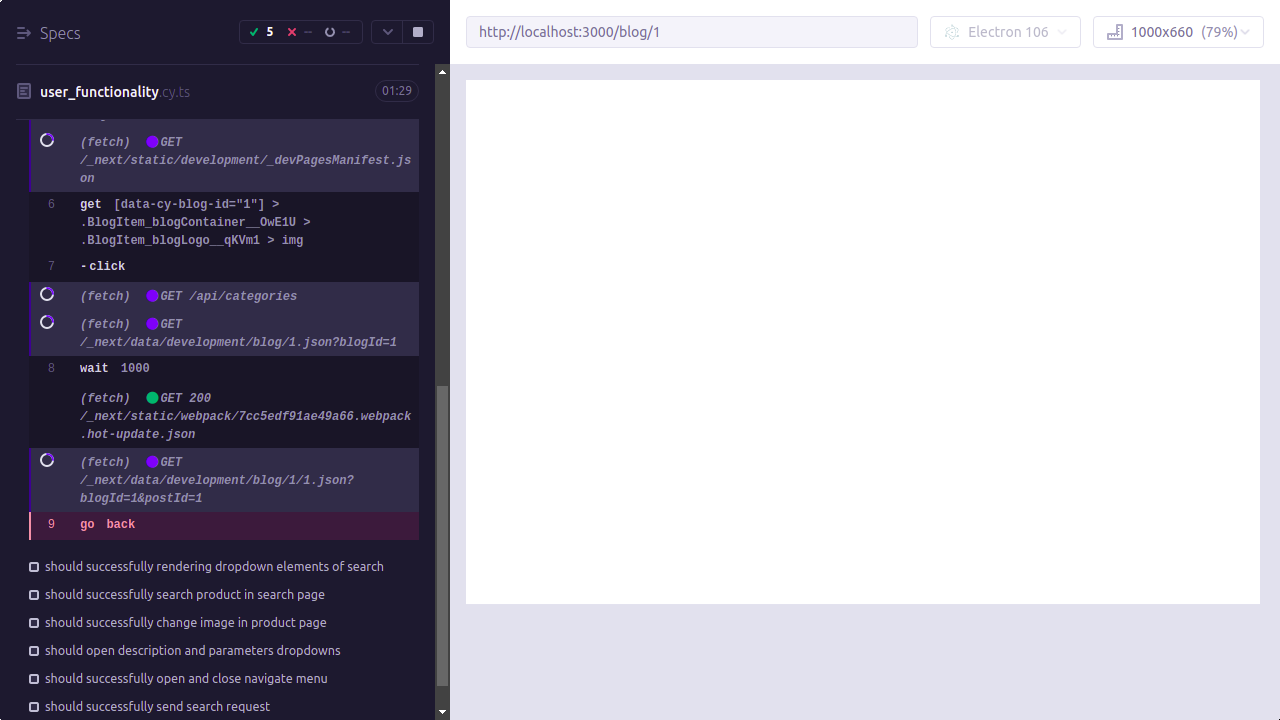 Specs
5
--
--
http://localhost:3000/blog/1
Electron 106
1000x660 (79%)
user_functionality.cy.ts
01:29
(fetch) GET
/_next/static/development/_devPagesManifest.js
on
6 get [data-cy-blog-id="1"] >
.BlogItem_blogContainer__OwE1U >
.BlogItem_blogLogo__qKVm1 > img
7 -click
(fetch) GET /api/categories
(fetch) GET
/_next/data/development/blog/1.json?blogId=1
8 wait 1000
(fetch) GET 200
/_next/static/webpack/7cc5edf91ae49a66.webpack
.hot-update.json
(fetch) GET
/_next/data/development/blog/1/1.json?
blogId=1&postId=1
9 go back
should successfully rendering dropdown elements of search
should successfully search product in search page
should successfully change image in product page
should open description and parameters dropdowns
should successfully open and close navigate menu
should successfully send search request